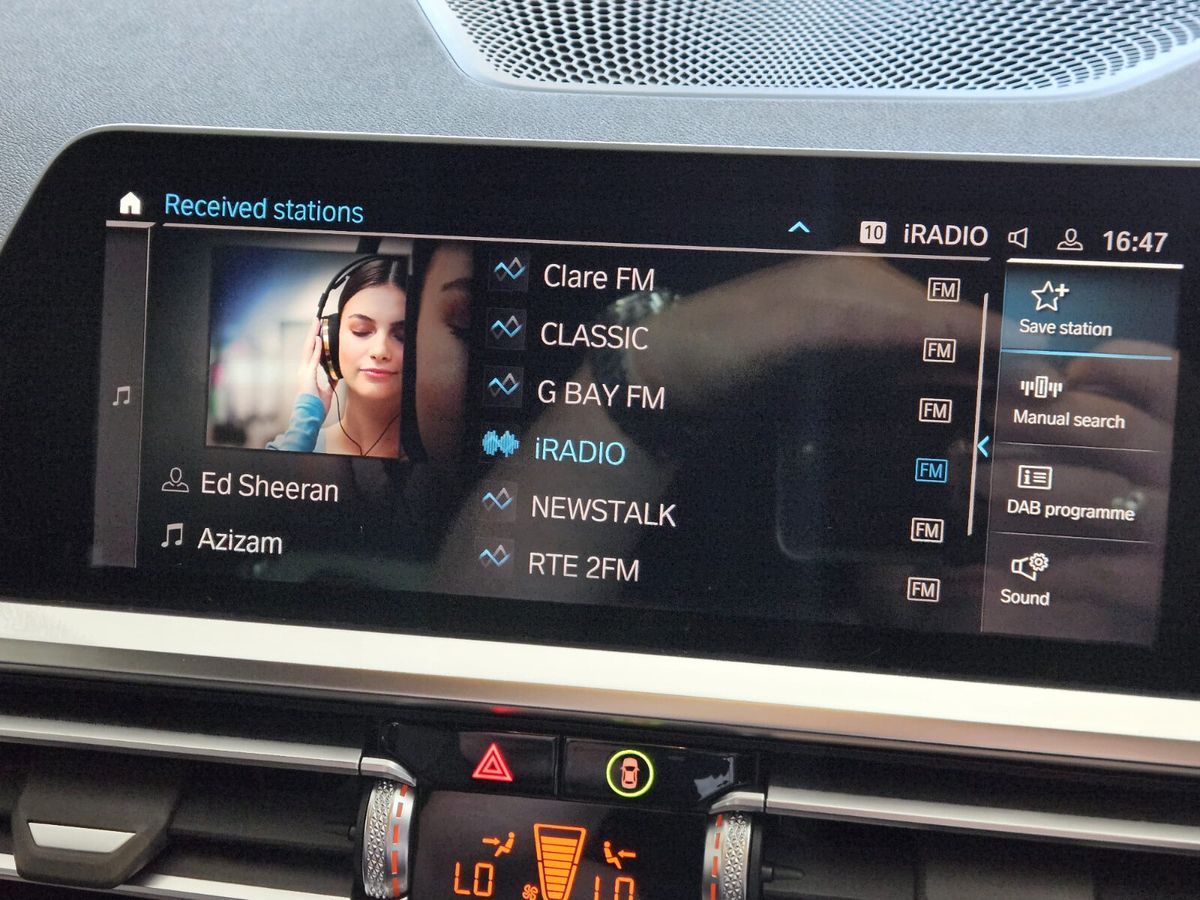 Received stations
10 iRADIO 16:47
Clare FM FM
CLASSIC FM
G BAY FM FM
iRADIO FM
NEWSTALK FM
RTE 2FM FM
Ed Sheeran
Azizam
Save station
Manual search
DAB programme
Sound
LO LO